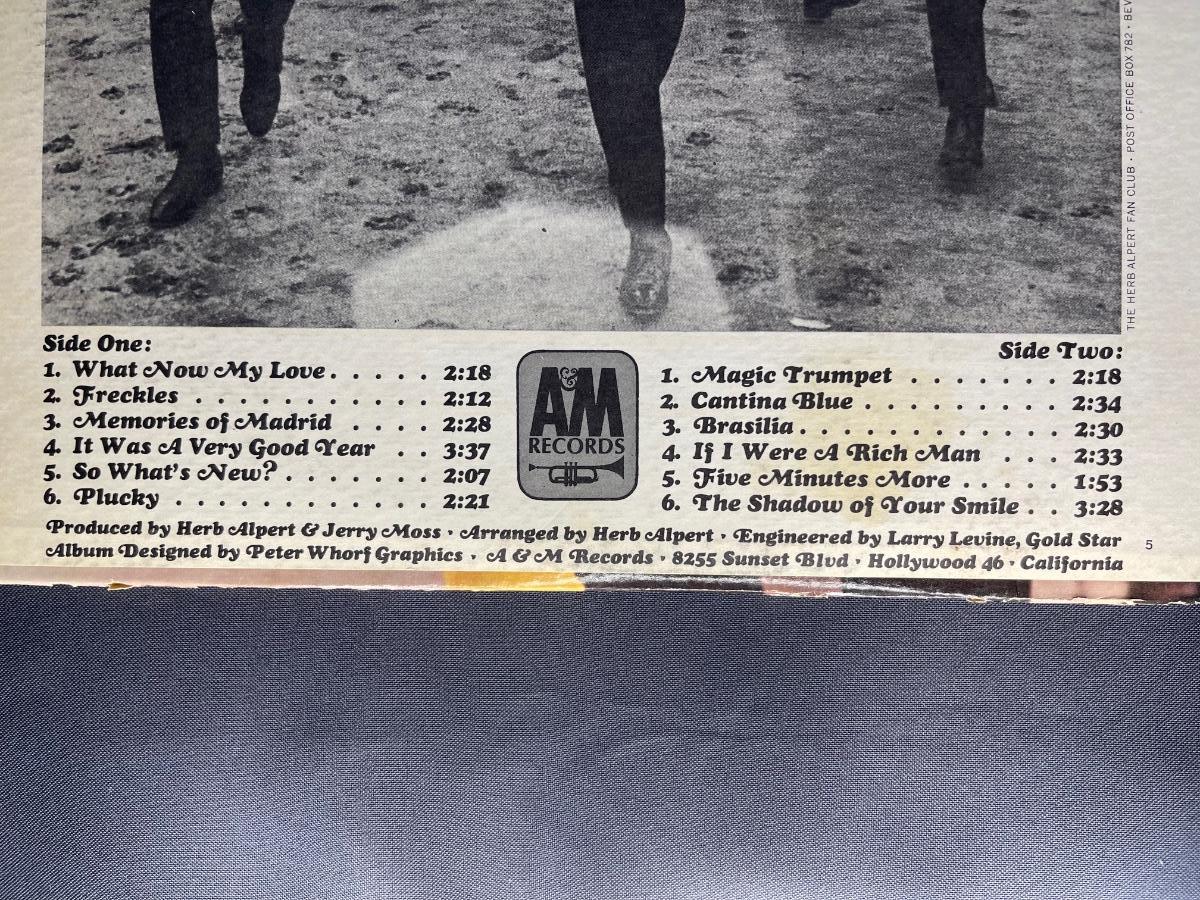 THE HERB ALPERT FAN CLUB · POST OFFICE BOX 782 ·
Side One:
1. What Now My Love . . . . . 2:18
2. Freckles . . . . . . . . . . . 2:12
3. Memories of Madrid . . . . 2:28
4. It Was A Very Good Year . . 3:37
5. So What's New? . . . . . . . 2:07
6. Plucky . . . . . . . . . . . . 2:21
A&M
RECORDS
Side Two:
1. Magic Trumpet . . . . . . . 2:18
2. Cantina Blue . . . . . . . . . 2:34
3. Brasilia . . . . . . . . . . . . 2:30
4. If I Were A Rich Man . . . 2:33
5. Five Minutes More . . . . . 1:53
6. The Shadow of Your Smile . . 3:28
Produced by Herb Alpert & Jerry Moss · Arranged by Herb Alpert · Engineered by Larry Levine, Gold Star
Album Designed by Peter Whorf Graphics · A & M Records · 8255 Sunset Blvd · Hollywood 46 · California
5